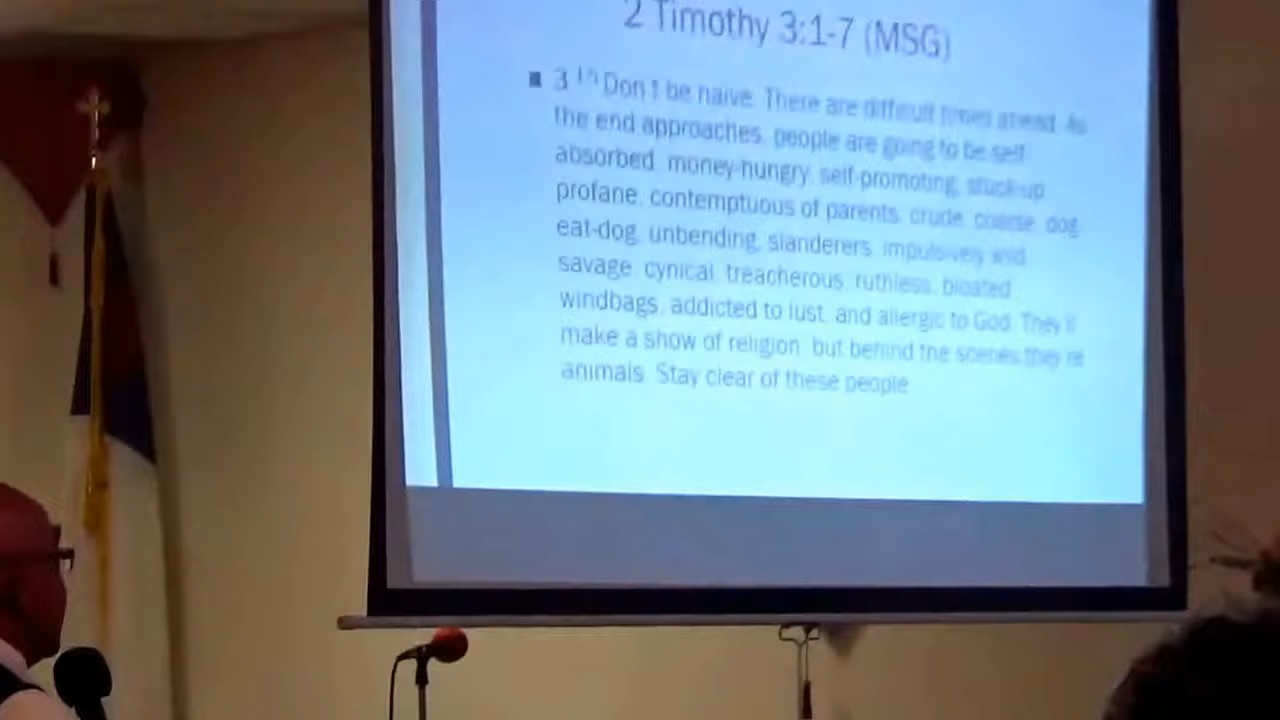 2 Timothy 3:1-7 (MSG)
3 Don't be naive. There are difficult times ahead. As
the end approaches, people are going to be self-
absorbed, money-hungry, self-promoting, stuck-up,
profane, contemptuous of parents, crude, coarse, dog-
eat-dog, unbending, slanderers, impulsively wild,
savage, cynical, treacherous, ruthless, bloated
windbags, addicted to lust, and allergic to God. They'll
make a show of religion, but behind the scenes they're
animals. Stay clear of these people.